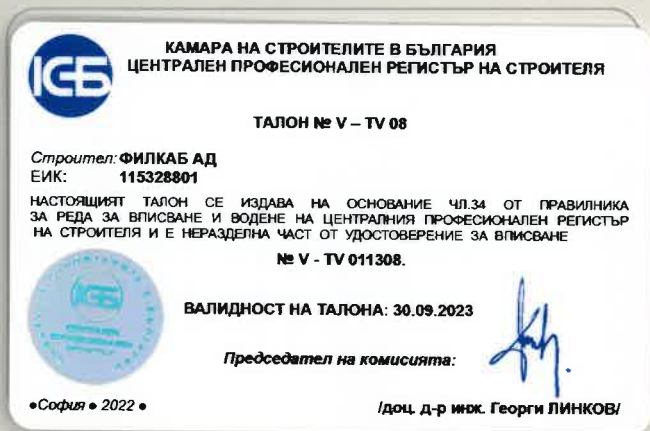 КСБ
КАМАРА НА СТРОИТЕЛИТЕ В БЪЛГАРИЯ
ЦЕНТРАЛЕН ПРОФЕСИОНАЛЕН РЕГИСТЪР НА СТРОИТЕЛЯ
ТАЛОН № V – TV 08
Строител: ФИЛКАБ АД
ЕИК: 115328801
НАСТОЯЩИЯТ ТАЛОН СЕ ИЗДАВА НА ОСНОВАНИЕ ЧЛ.34 ОТ ПРАВИЛНИКА
ЗА РЕДА ЗА ВПИСВАНЕ И ВОДЕНЕ НА ЦЕНТРАЛНИЯ ПРОФЕСИОНАЛЕН РЕГИСТЪР
НА СТРОИТЕЛЯ И Е НЕРАЗДЕЛНА ЧАСТ ОТ УДОСТОВЕРЕНИЕ ЗА ВПИСВАНЕ
№ V - TV 011308.
КСБ
ВАЛИДНОСТ НА ТАЛОНА: 30.09.2023
Председател на комисията:
●София ● 2022 ●
/доц. д-р инж. Георги ЛИНКОВ/